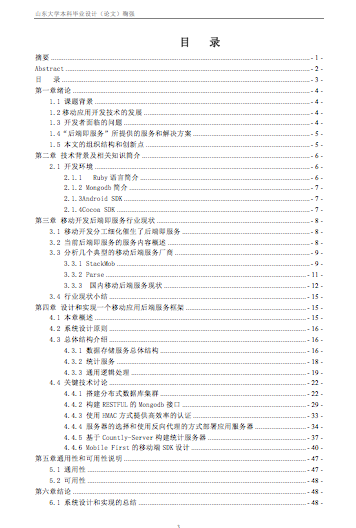 山东大学本科毕业设计（论文）鞠强
目 录
摘要 - 1 -
Abstract - 2 -
目 录 - 3 -
第一章绪论 - 4 -
1.1 课题背景 - 4 -
1.2 移动应用开发技术的发展 - 4 -
1.3 开发者面临的问题 - 4 -
1.4“后端即服务”所提供的服务和解决方案 - 5 -
1.5 本文的组织结构和创新点 - 5 -
第二章 技术背景及相关知识简介 - 6 -
2.1 开发环境 - 6 -
2.1.1 Ruby 语言简介 - 6 -
2.1.2 Mongodb 简介 - 7 -
2.1.3Android SDK - 7 -
2.1.4Cocoa SDK - 7 -
第三章 移动开发后端即服务行业现状 - 8 -
3.1 移动开发分工细化催生了后端即服务 - 8 -
3.2 当前后端即服务的服务内容概述 - 8 -
3.3 分析几个典型的移动后端服务厂商 - 9 -
3.3.1 StackMob - 9 -
3.3.2 Parse - 11 -
3.3.3 国内移动后端服务现状 - 12 -
3.4 行业现状小结 - 15 -
第四章 设计和实现一个移动应用后端服务框架 - 15 -
4.1 本章概述 - 15 -
4.2 系统设计原则 - 16 -
4.3 总体结构介绍 - 16 -
4.3.1 数据存储服务总体结构 - 16 -
4.3.2 统计服务 - 18 -
4.3.3 通用逻辑处理 - 19 -
4.4 关键技术讨论 - 22 -
4.4.1 搭建分布式数据库集群 - 22 -
4.4.2 构建 RESTFUL 的 Mongodb 接口 - 29 -
4.4.3 使用 HMAC 方式提供高效率的认证 - 33 -
4.4.4 服务器的选择和使用反向代理的方式部署应用服务器 - 34 -
4.4.5 基于 Countly-Server 构建统计服务器 - 37 -
4.4.6 Mobile First 的移动端 SDK 设计 - 40 -
第五章通用性和可用性说明 - 47 -
5.1 通用性 - 47 -
5.2 可用性 - 48 -
第六章结论 - 48 -
6.1 系统设计和实现的总结 - 48 -